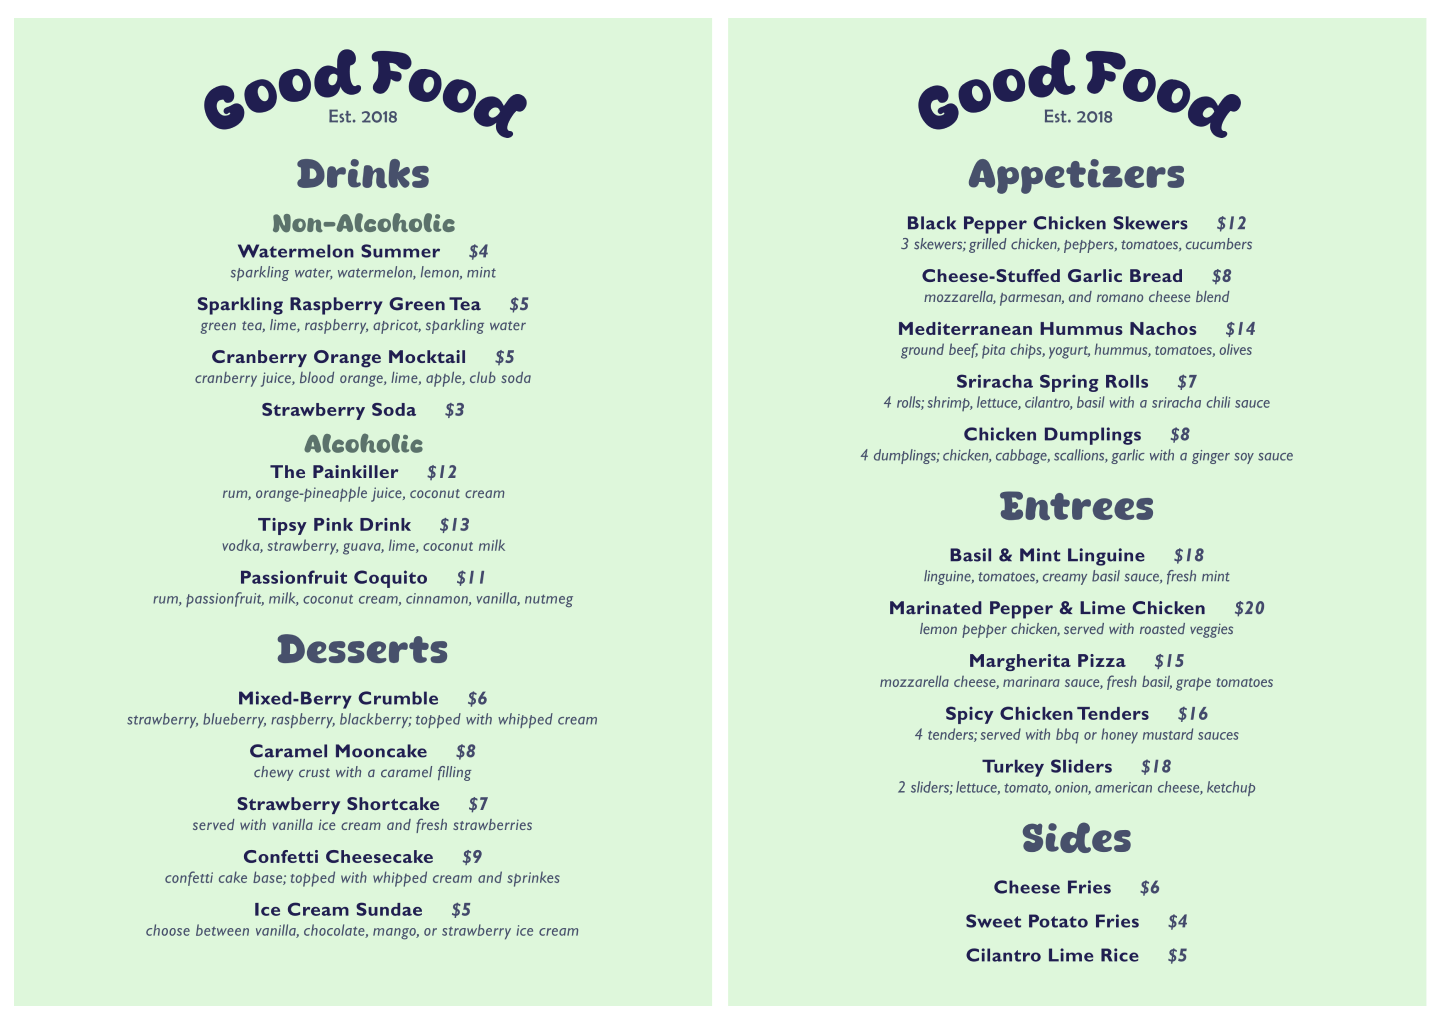 Good Food
Est. 2018
Drinks
Non-Alcoholic
Watermelon Summer $4
sparkling water, watermelon, lemon, mint
Sparkling Raspberry Green Tea $5
green tea, lime, raspberry, apricot, sparkling water
Cranberry Orange Mocktail $5
cranberry juice, blood orange, lime, apple, club soda
Strawberry Soda $3
Alcoholic
The Painkiller $12
rum, orange-pineapple juice, coconut cream
Tipsy Pink Drink $13
vodka, strawberry, guava, lime, coconut milk
Passionfruit Coquito $11
rum, passionfruit, milk, coconut cream, cinnamon, vanilla, nutmeg
Desserts
Mixed-Berry Crumble $6
strawberry, blueberry, raspberry, blackberry; topped with whipped cream
Caramel Mooncake $8
chewy crust with a caramel filling
Strawberry Shortcake $7
served with vanilla ice cream and fresh strawberries
Confetti Cheesecake $9
confetti cake base; topped with whipped cream and sprinkes
Ice Cream Sundae $5
choose between vanilla, chocolate, mango, or strawberry ice cream
Good Food
Est. 2018
Appetizers
Black Pepper Chicken Skewers $12
3 skewers; grilled chicken, peppers, tomatoes, cucumbers
Cheese-Stuffed Garlic Bread $8
mozzarella, parmesan, and romano cheese blend
Mediterranean Hummus Nachos $14
ground beef, pita chips, yogurt, hummus, tomatoes, olives
Sriracha Spring Rolls $7
4 rolls; shrimp, lettuce, cilantro, basil with a sriracha chili sauce
Chicken Dumplings $8
4 dumplings; chicken, cabbage, scallions, garlic with a ginger soy sauce
Entrees
Basil & Mint Linguine $18
linguine, tomatoes, creamy basil sauce, fresh mint
Marinated Pepper & Lime Chicken $20
lemon pepper chicken, served with roasted veggies
Margherita Pizza $15
mozzarella cheese, marinara sauce, fresh basil, grape tomatoes
Spicy Chicken Tenders $16
4 tenders; served with bbq or honey mustard sauces
Turkey Sliders $18
2 sliders; lettuce, tomato, onion, american cheese, ketchup
Sides
Cheese Fries $6
Sweet Potato Fries $4
Cilantro Lime Rice $5